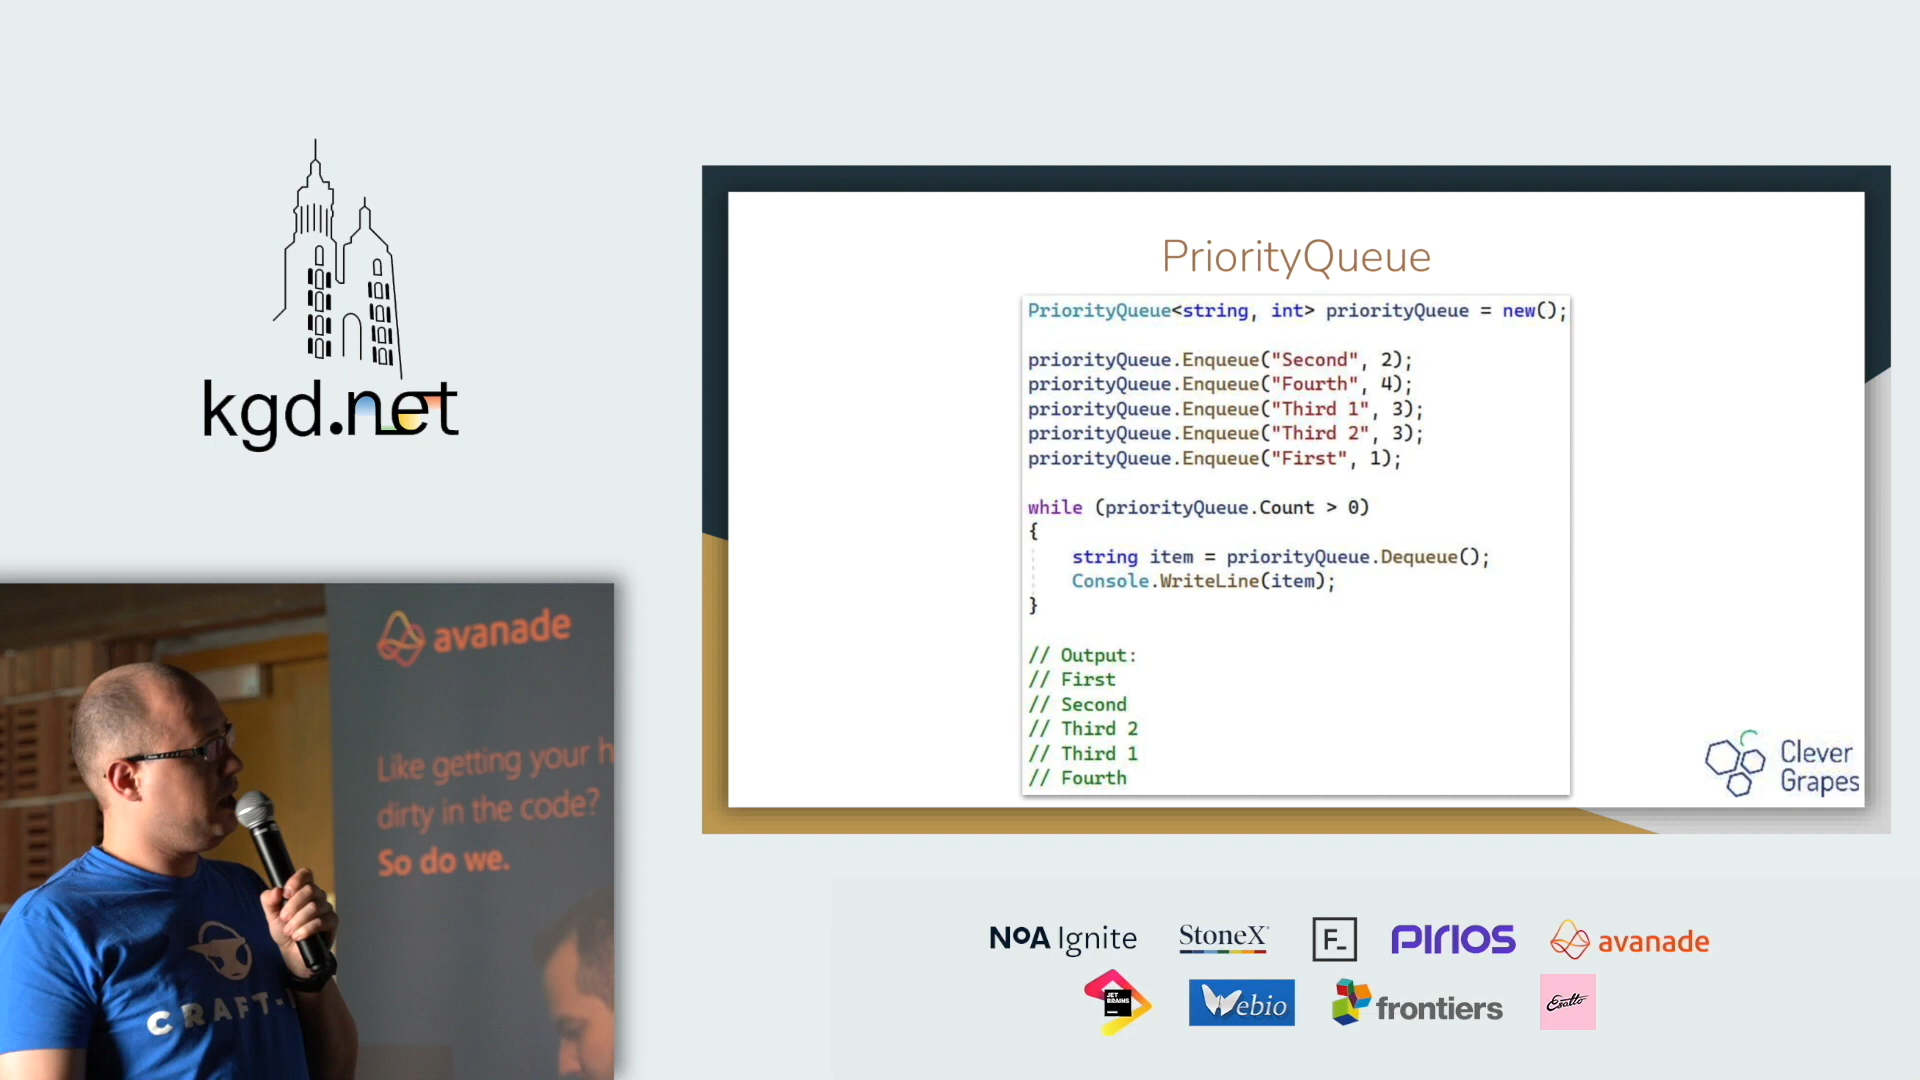 kgd.net
PriorityQueue
PriorityQueue<string, int> priorityQueue = new();
priorityQueue.Enqueue("Second", 2);
priorityQueue.Enqueue("Fourth", 4);
priorityQueue.Enqueue("Third 1", 3);
priorityQueue.Enqueue("Third 2", 3);
priorityQueue.Enqueue("First", 1);
while (priorityQueue.Count > 0)
{
string item = priorityQueue.Dequeue();
Console.WriteLine(item);
}
// Output:
// First
// Second
// Third 2
// Third 1
// Fourth
Clever
Grapes
avanade
Like getting your h
dirty in the code?
So do we.
CRAFT-
NOA Ignite
StoneX
F_
PIRIOS
avanade
JET
BRAINS
Webio
frontiers
Esatto